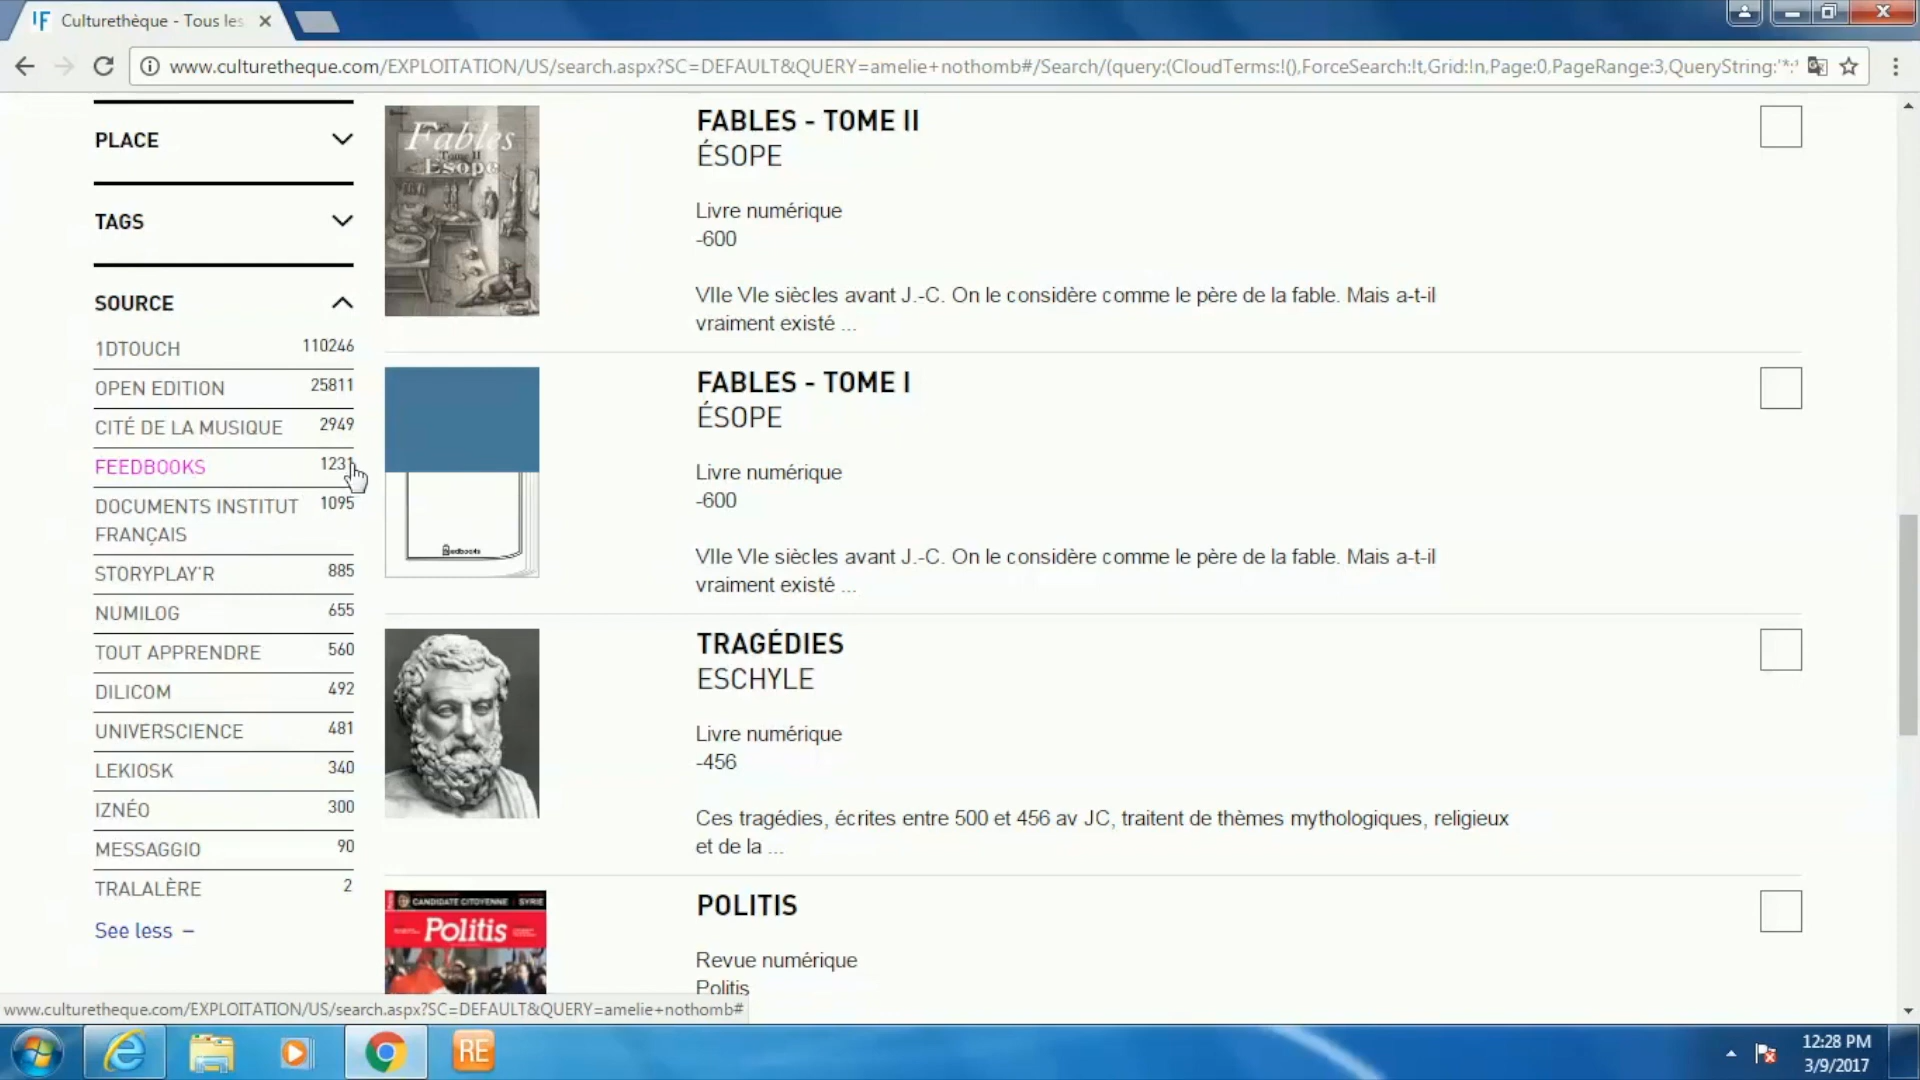 Culturethèque - Tous les
www.culturetheque.com/EXPLOITATION/US/search.aspx?SC=DEFAULT&QUERY=amelie+nothomb#/Search/(query:(CloudTerms:!(),ForceSearch:!t,Grid:!n,Page:0,PageRange:3,QueryString:'*:'
PLACE
TAGS
SOURCE
1DTOUCH 110246
OPEN EDITION 25811
CITÉ DE LA MUSIQUE 2949
FEEDBOOKS 1231
DOCUMENTS INSTITUT 1095
FRANÇAIS
STORYPLAY'R 885
NUMILOG 655
TOUT APPRENDRE 560
DILICOM 492
UNIVERSCIENCE 481
LEKIOSK 340
IZNÉO 300
MESSAGGIO 90
TRALALÈRE 2
See less –
Fables
Tome II
Esope
FABLES - TOME II
ÉSOPE
Livre numérique
-600
VIIe VIe siècles avant J.-C. On le considère comme le père de la fable. Mais a-t-il
vraiment existé ...
feedbooks
FABLES - TOME I
ÉSOPE
Livre numérique
-600
VIIe VIe siècles avant J.-C. On le considère comme le père de la fable. Mais a-t-il
vraiment existé ...
TRAGÉDIES
ESCHYLE
Livre numérique
-456
Ces tragédies, écrites entre 500 et 456 av JC, traitent de thèmes mythologiques, religieux
et de la ...
CANDIDATE CITOYENNE SYRIE
Politis
POLITIS
Revue numérique
Politis
www.culturetheque.com/EXPLOITATION/US/search.aspx?SC=DEFAULT&QUERY=amelie+nothomb#
RE
12:28 PM
3/9/2017